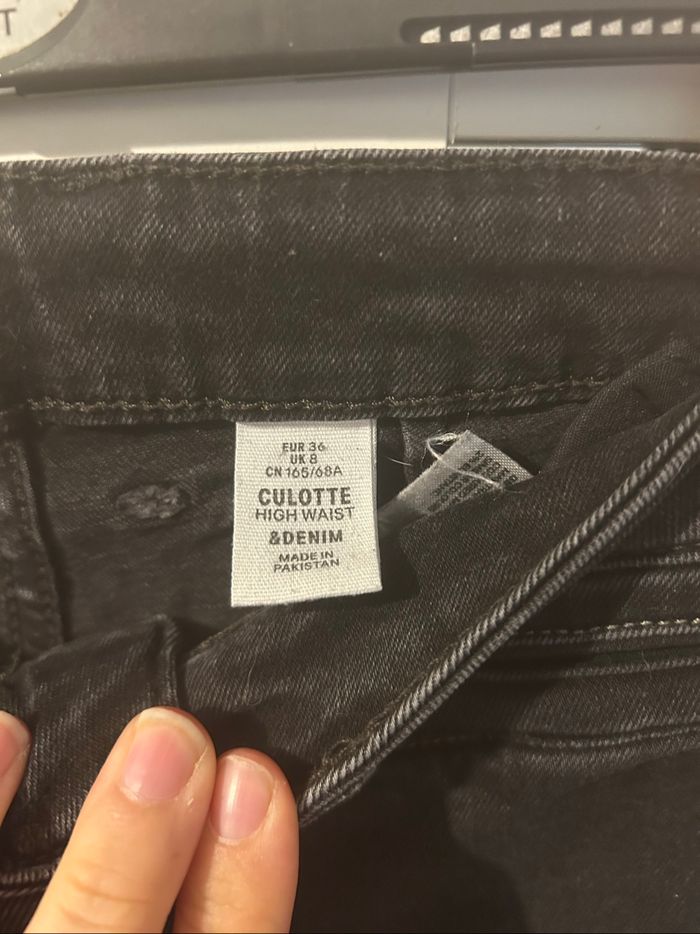 T
EUR 36
UK 8
CN 165/68A
CULOTTE
HIGH WAIST
&DENIM
MADE IN
PAKISTAN